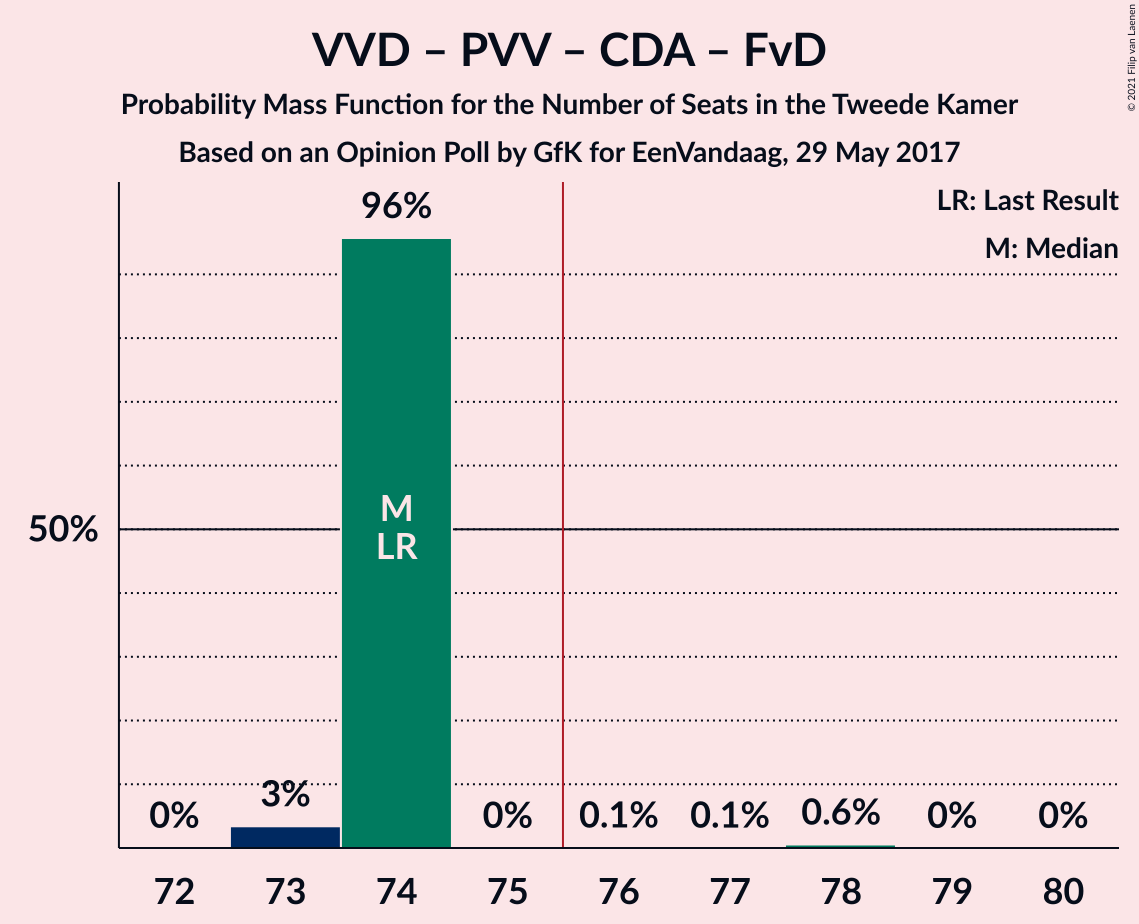 VVD – PVV – CDA – FvD
Probability Mass Function for the Number of Seats in the Tweede Kamer
Based on an Opinion Poll by GfK for EenVandaag, 29 May 2017
© 2021 Filip van Laenen
LR: Last Result
M: Median
96%
50%
M
LR
0%
3%
0%
0.1%
0.1%
0.6%
0%
0%
72
73
74
75
76
77
78
79
80